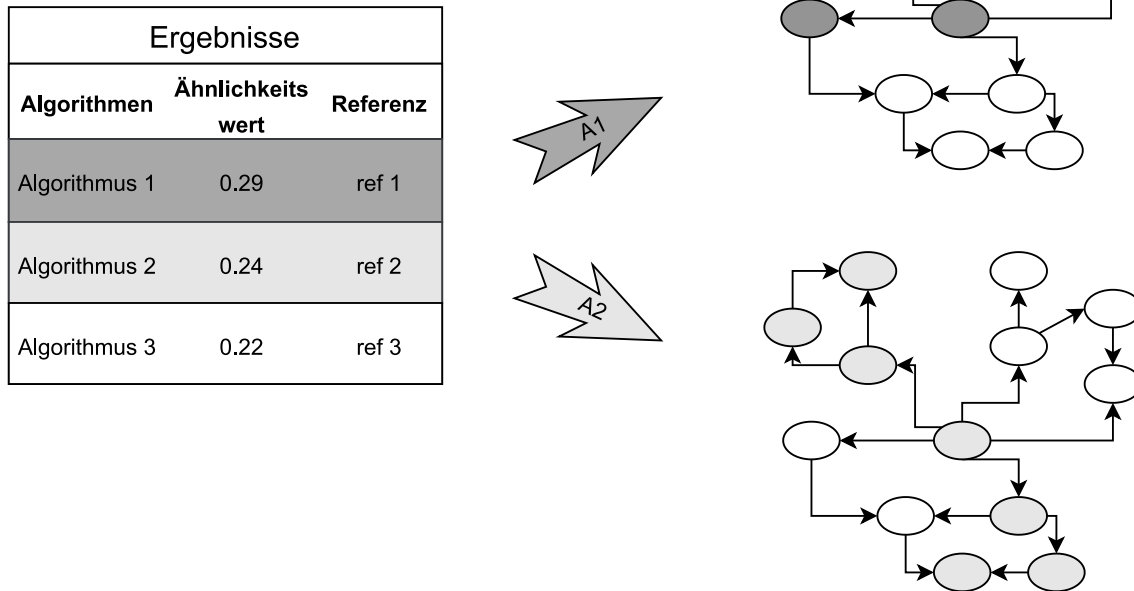 Ergebnisse
Algorithmen Ähnlichkeits wert Referenz
Algorithmus 1 0.29 ref 1
Algorithmus 2 0.24 ref 2
Algorithmus 3 0.22 ref 3
A1
A2